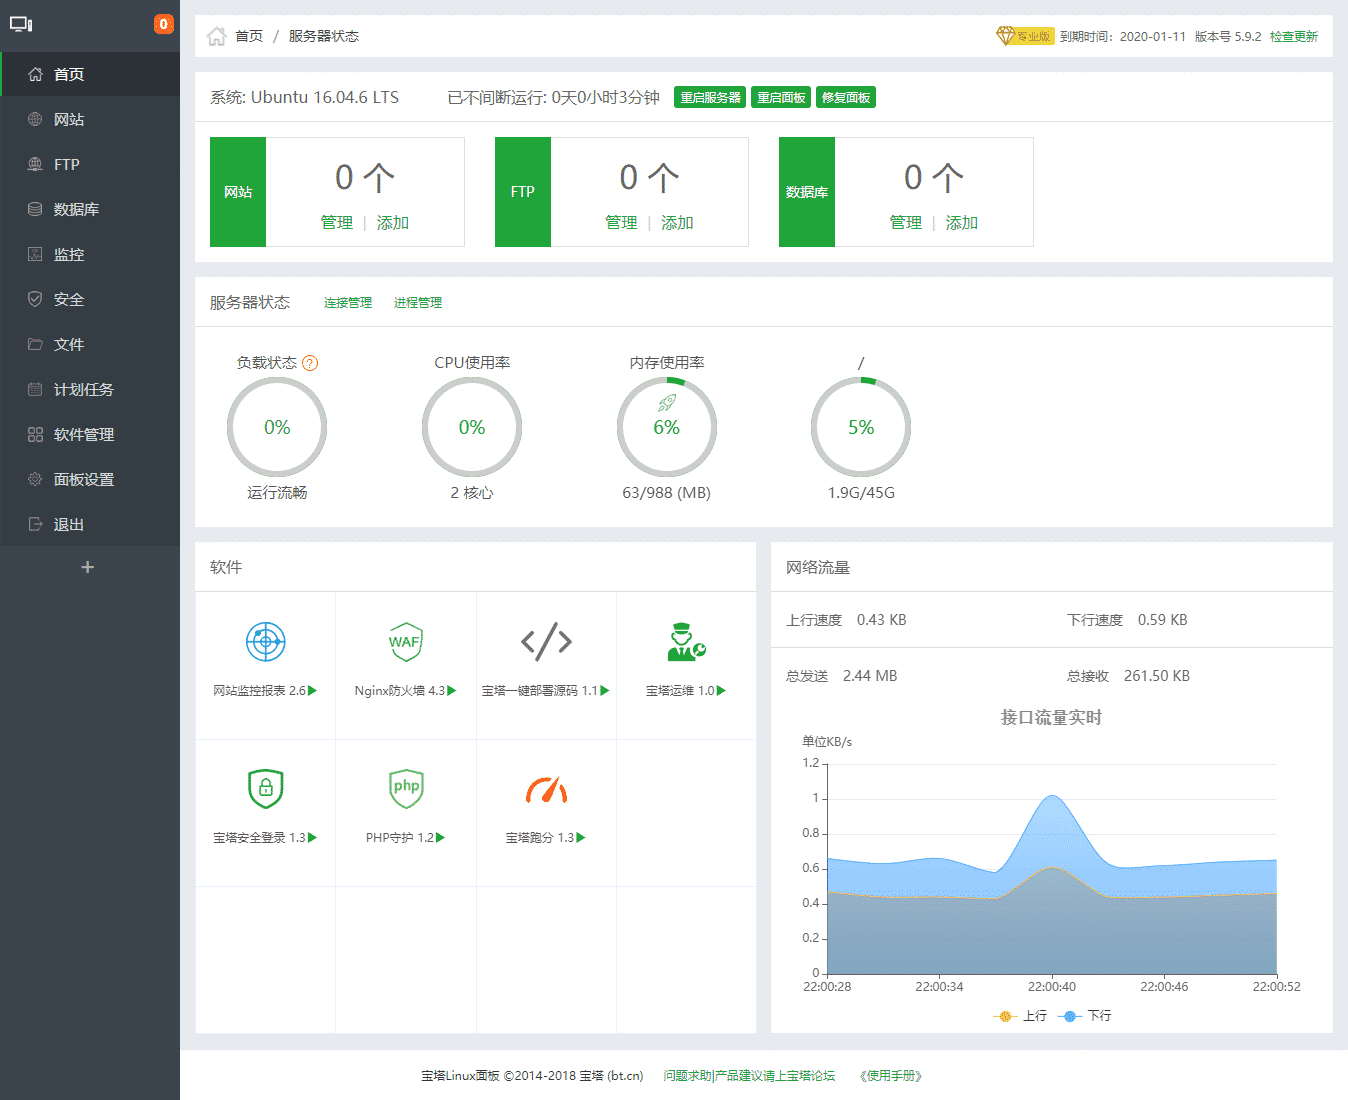 0
首页
网站
FTP
数据库
监控
安全
文件
计划任务
软件管理
面板设置
退出
+
首页 / 服务器状态
专业版 到期时间：2020-01-11 版本号 5.9.2 检查更新
系统: Ubuntu 16.04.6 LTS 已不间断运行: 0天0小时3分钟 重启服务器 重启面板 修复面板
网站
0 个
管理 | 添加
FTP
0 个
管理 | 添加
数据库
0 个
管理 | 添加
服务器状态 连接管理 进程管理
负载状态 ?
0%
运行流畅
CPU使用率
0%
2 核心
内存使用率
6%
63/988 (MB)
/
5%
1.9G/45G
软件
网站监控报表 2.6
WAF
Nginx防火墙 4.3
宝塔一键部署源码 1.1
宝塔运维 1.0
宝塔安全登录 1.3
php
PHP守护 1.2
宝塔跑分 1.3
网络流量
上行速度 0.43 KB 下行速度 0.59 KB
总发送 2.44 MB 总接收 261.50 KB
接口流量实时
单位KB/s
1.2
1
0.8
0.6
0.4
0.2
0
22:00:28 22:00:34 22:00:40 22:00:46 22:00:52
上行 下行
宝塔Linux面板 ©2014-2018 宝塔 (bt.cn) 问题求助|产品建议请上宝塔论坛 《使用手册》